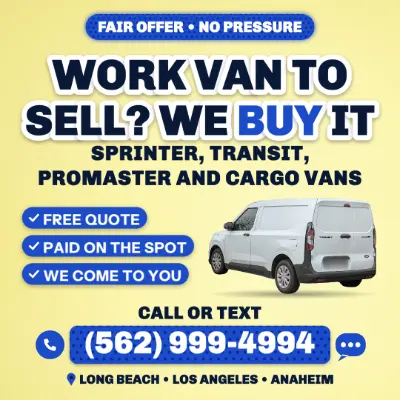 FAIR OFFER • NO PRESSURE
WORK VAN TO
SELL? WE BUY IT
SPRINTER, TRANSIT,
PROMASTER AND CARGO VANS
FREE QUOTE
PAID ON THE SPOT
WE COME TO YOU
CALL OR TEXT
(562) 999-4994
LONG BEACH • LOS ANGELES • ANAHEIM